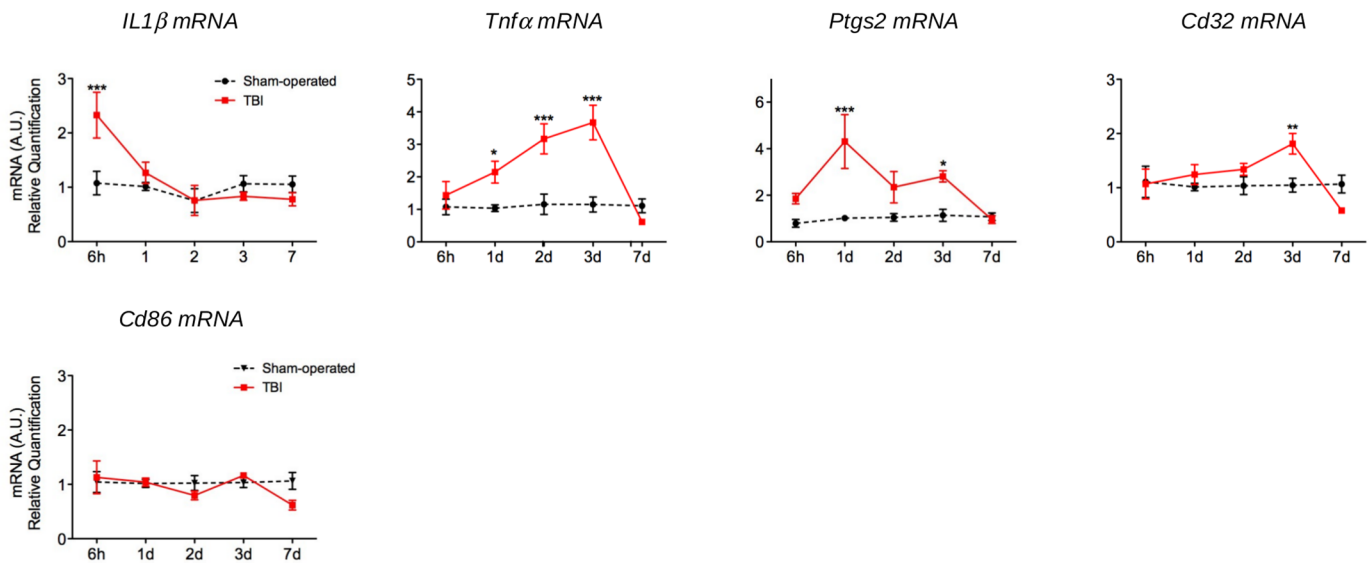 IL1β mRNA
Tnfα mRNA
Ptgs2 mRNA
Cd32 mRNA
mRNA (A.U.)
Relative Quantification
3
2
1
0
***
Sham-operated
TBI
6h 1 2 3 7
5
4
3
2
1
0
* *** ***
6h 1d 2d 3d 7d
6
4
2
0
*** *
6h 1d 2d 3d 7d
3
2
1
0
**
6h 1d 2d 3d 7d
Cd86 mRNA
mRNA (A.U.)
Relative Quantification
3
2
1
0
Sham-operated
TBI
6h 1d 2d 3d 7d